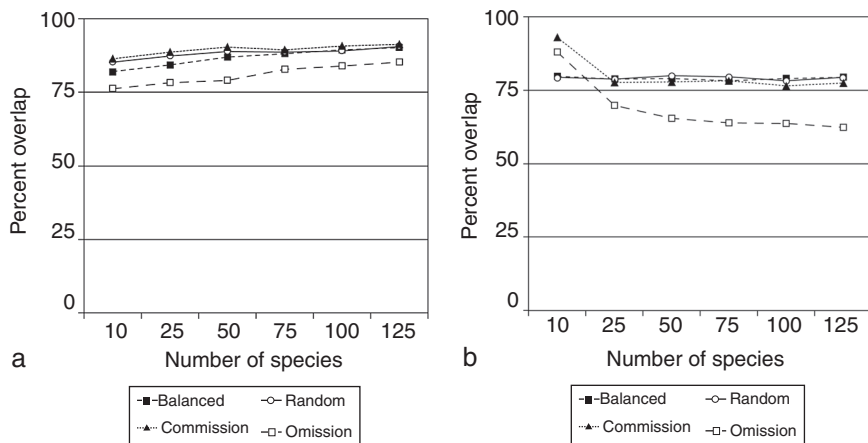 Percent overlap
100
75
50
25
0
10 25 50 75 100 125
Number of species
a
Balanced Random
Commission Omission
Percent overlap
100
75
50
25
0
10 25 50 75 100 125
Number of species
b
Balanced Random
Commission Omission